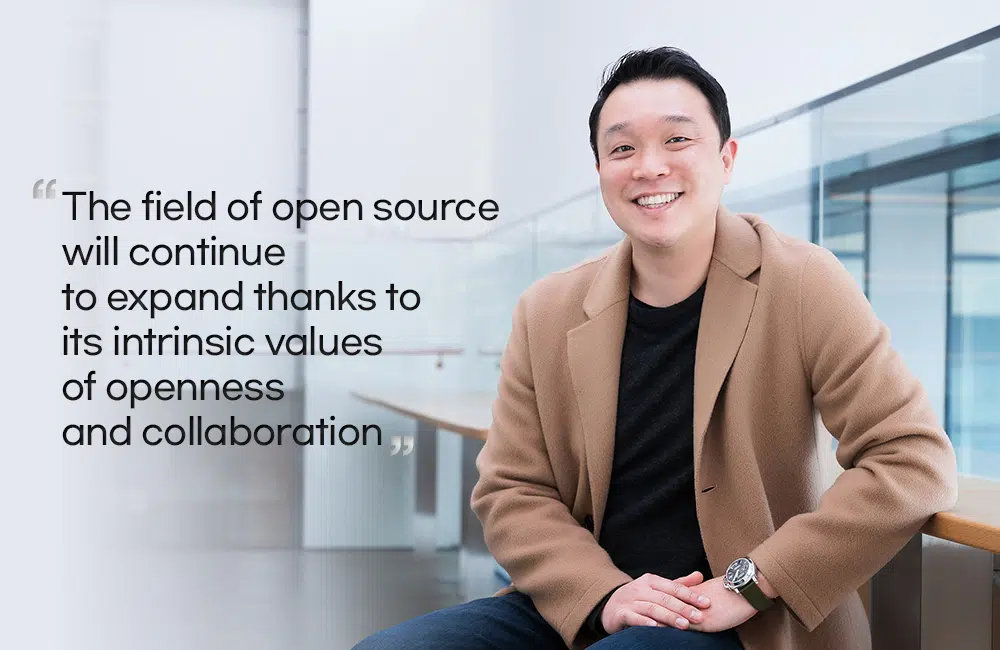 “The field of open source
will continue
to expand thanks to
its intrinsic values
of openness
and collaboration”